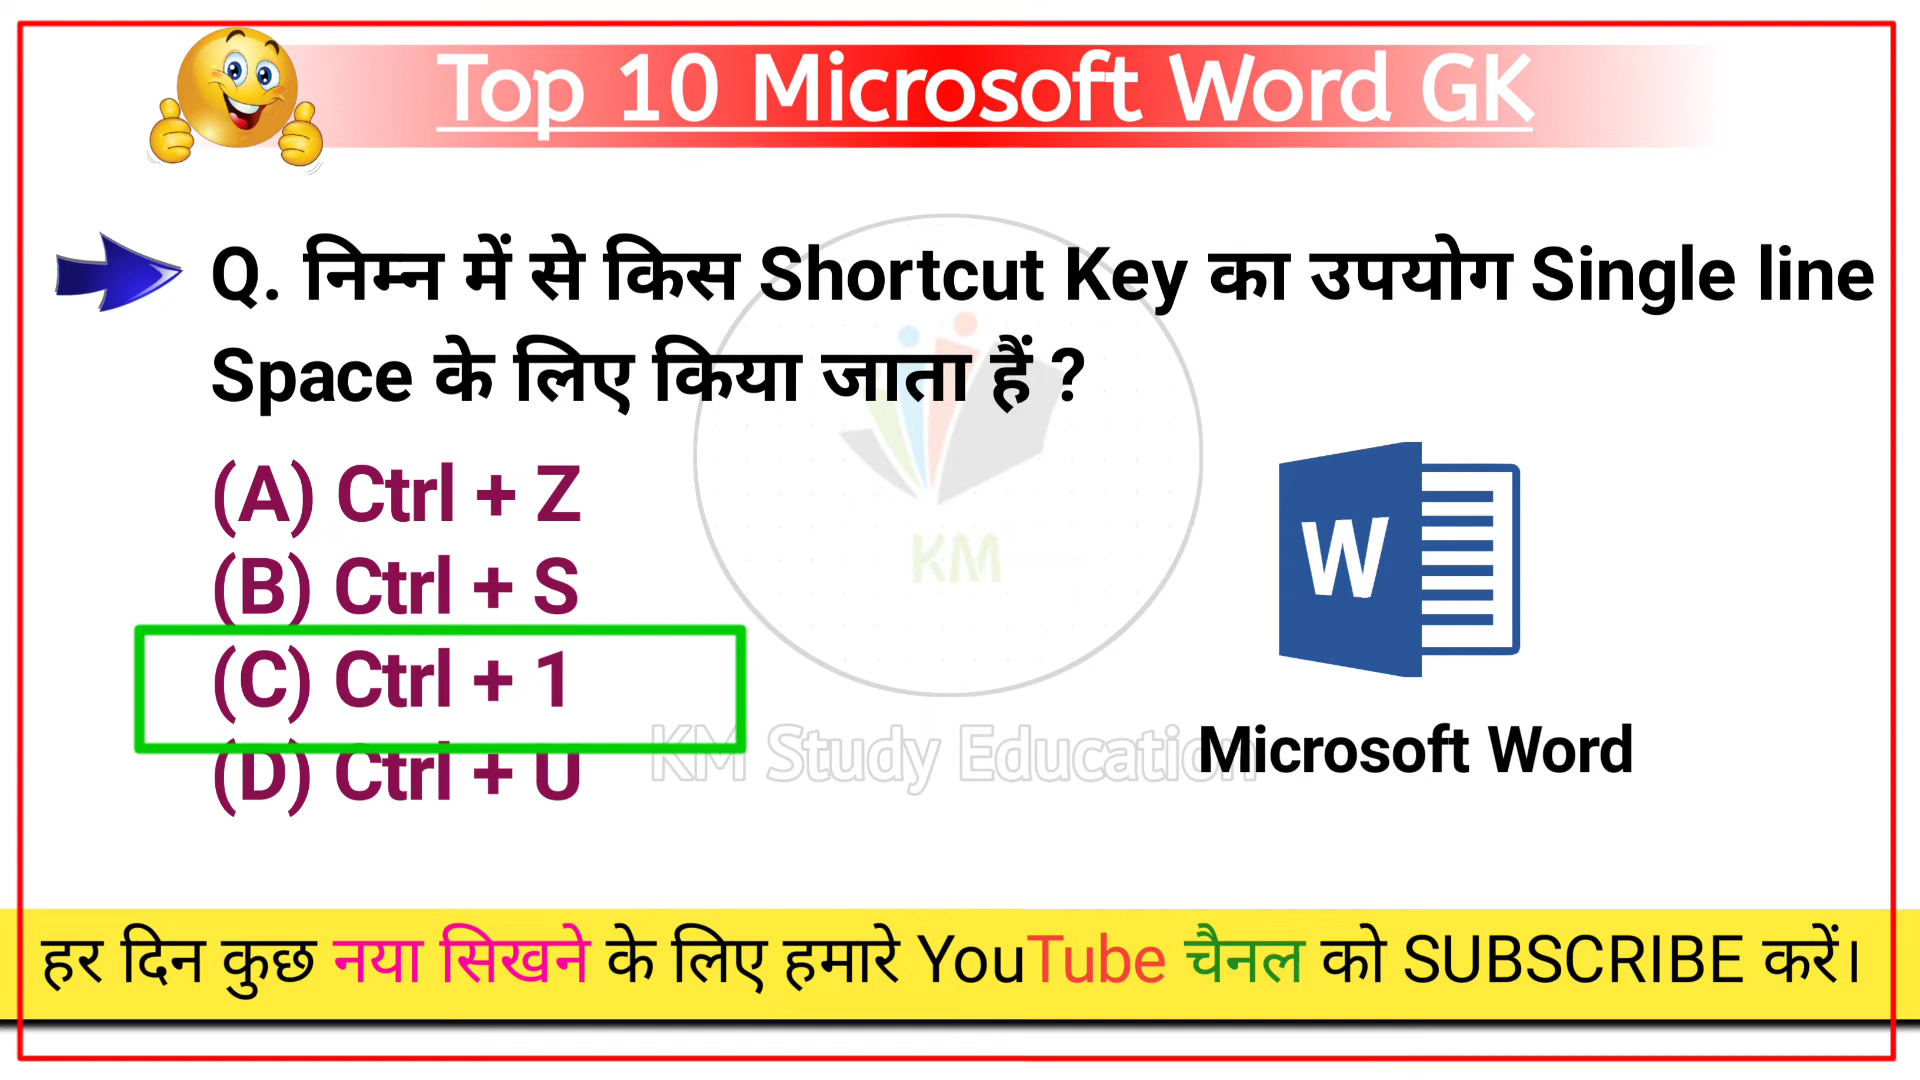 Top 10 Microsoft Word GK
Q. निम्न में से किस Shortcut Key का उपयोग Single line
Space के लिए किया जाता हैं ?
(A) Ctrl + Z
(B) Ctrl + S
(C) Ctrl + 1
(D) Ctrl + U
KM
W
KM Study Education
Microsoft Word
हर दिन कुछ नया सिखने के लिए हमारे YouTube चैनल को SUBSCRIBE करें।